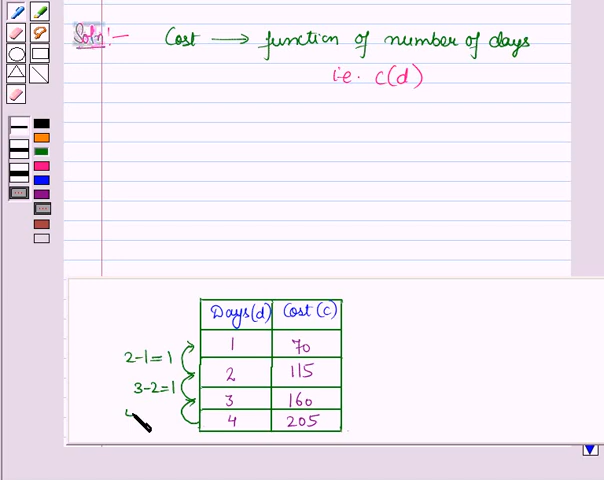 Soln:- Cost → function of number of days
i.e. c(d)
Days(d) Cost(c)
1 70
2-1=1
2 115
3-2=1
3 160
4 205